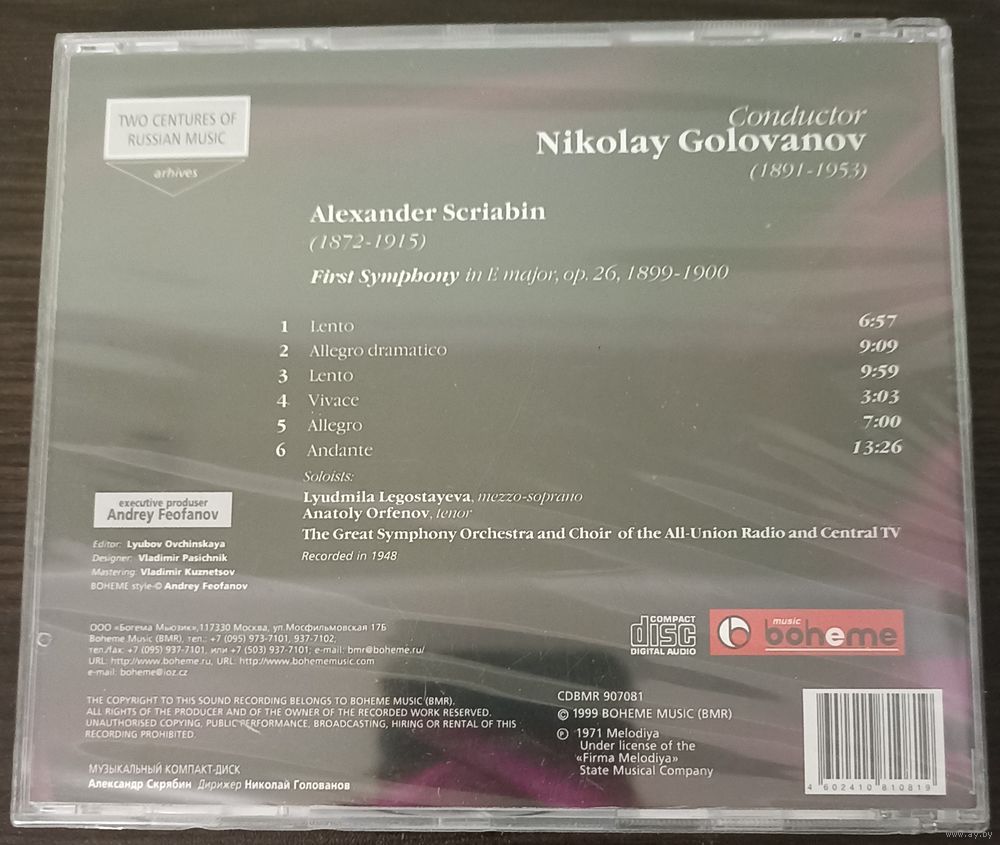 TWO CENTURES OF
RUSSIAN MUSIC
arhives
Conductor
Nikolay Golovanov
(1891-1953)
Alexander Scriabin
(1872-1915)
First Symphony in E major, op. 26, 1899-1900
1 Lento 6:57
2 Allegro dramatico 9:09
3 Lento 9:59
4 Vivace 3:03
5 Allegro 7:00
6 Andante 13:26
Soloists:
Lyudmila Legostayeva, mezzo-soprano
Anatoly Orfenov, tenor
The Great Symphony Orchestra and Choir of the All-Union Radio and Central TV
Recorded in 1948
executive produser
Andrey Feofanov
Editor: Lyubov Ovchinskaya
Designer: Vladimir Pasichnik
Mastering: Vladimir Kuznetsov
BOHEME style-© Andrey Feofanov
ООО «Богема Мьюзик», 117330 Москва, ул.Мосфильмовская 17Б
Boheme Music (BMR), тел.: +7 (095) 973-7101, 937-7102;
тел./fax: +7 (095) 937-7101, или +7 (503) 937-7101; e-mail: bmr@boheme.ru/
URL: http://www.boheme.ru, URL: http://www.bohememusic.com
e-mail: boheme@ioz.cz
COMPACT
disc
DIGITAL AUDIO
b music
boheme
THE COPYRIGHT TO THIS SOUND RECORDING BELONGS TO BOHEME MUSIC (BMR).
ALL RIGHTS OF THE PRODUCER AND OF THE OWNER OF THE RECORDED WORK RESERVED.
UNAUTHORISED COPYING, PUBLIC PERFORMANCE, BROADCASTING, HIRING OR RENTAL OF THIS
RECORDING PROHIBITED.
CDBMR 907081
© 1999 BOHEME MUSIC (BMR)
℗ 1971 Melodiya
Under license of the
«Firma Melodiya»
State Musical Company
МУЗЫКАЛЬНЫЙ КОМПАКТ-ДИСК
Александр Скрябин Дирижер Николай Голованов
4 602410 810819
www.ay.by